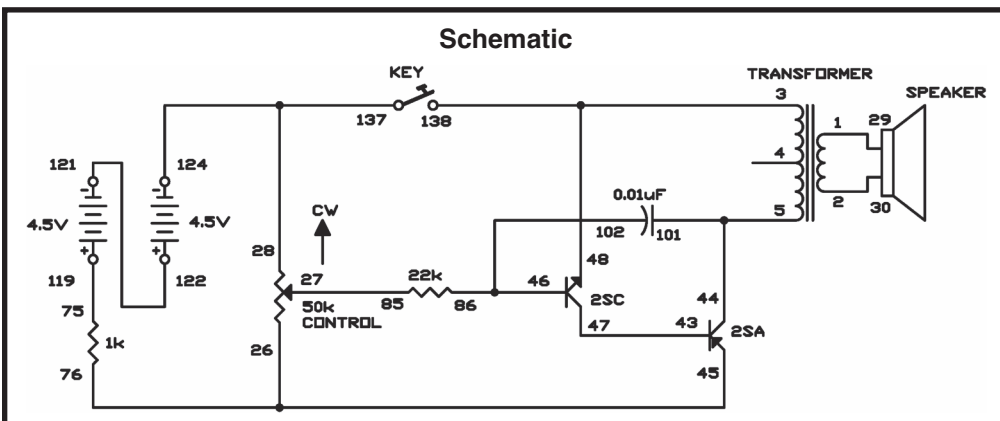 Schematic
KEY
TRANSFORMER
SPEAKER
3
137
138
1
29
121
124
4
4.5V
4.5V
0.01uF
2
30
CW
5
102
101
28
48
119
122
27
22k
46
75
50k
CONTROL
85
86
2SC
44
1k
47
43
2SA
26
76
45
-
-
+
+